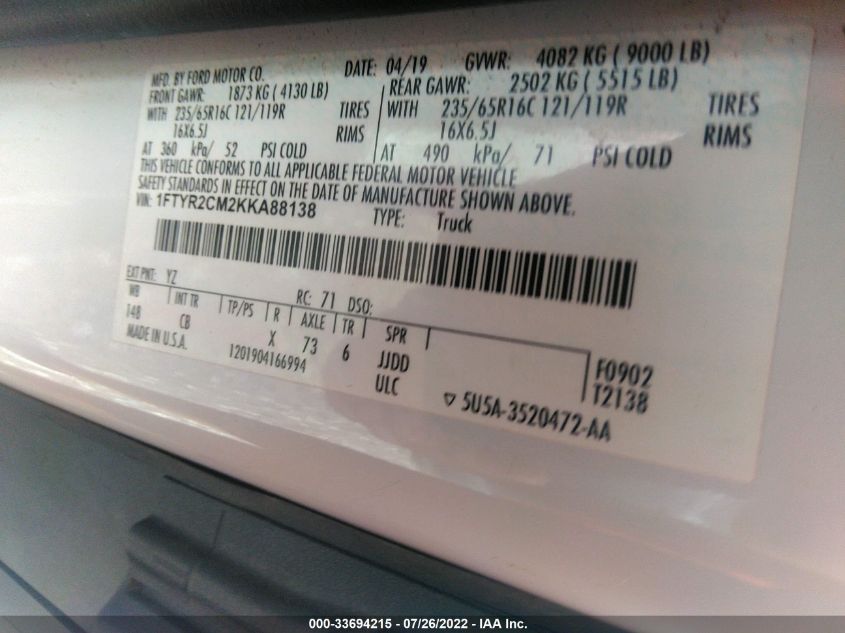 MFD. BY FORD MOTOR CO. DATE: 04/19 GVWR: 4082 KG ( 9000 LB)
FRONT GAWR: 1873 KG ( 4130 LB) REAR GAWR: 2502 KG ( 5515 LB)
WITH 235/65R16C 121/119R TIRES WITH 235/65R16C 121/119R TIRES
16X6.5J RIMS 16X6.5J RIMS
AT 360 kPa/ 52 PSI COLD AT 490 kPa/ 71 PSI COLD
THIS VEHICLE CONFORMS TO ALL APPLICABLE FEDERAL MOTOR VEHICLE
SAFETY STANDARDS IN EFFECT ON THE DATE OF MANUFACTURE SHOWN ABOVE.
VIN: 1FTYR2CM2KKA88138 TYPE: Truck
EXT PNT: YZ RC: 71 DSO:
WB INT TR TP/PS R AXLE TR SPR
148 CB X 73 6 JJDD F0902
MADE IN U.S.A. 1201904166994 ULC T2138
▽ 5U5A-3520472-AA
000-33694215 - 07/26/2022 - IAA Inc.